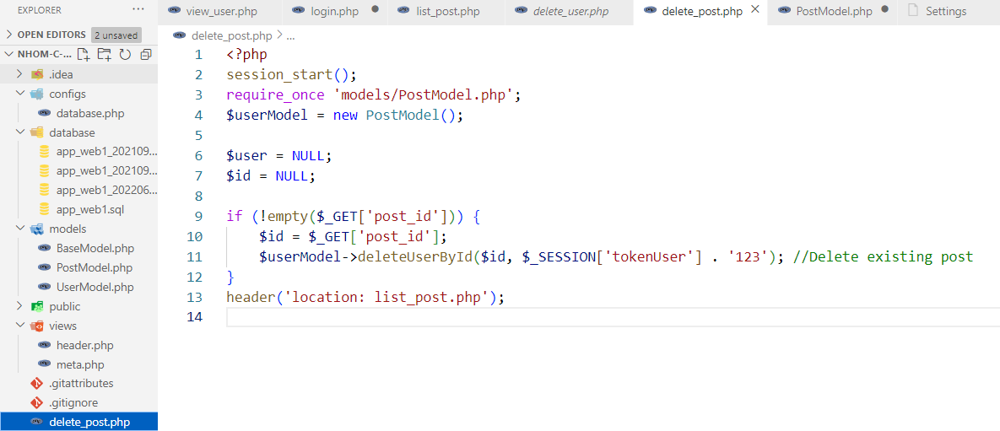 EXPLORER ...
OPEN EDITORS 2 unsaved
NHOM-C-...
.idea
configs
database.php
database
app_web1_202109...
app_web1_202109...
app_web1_202206...
app_web1.sql
models
BaseModel.php
PostModel.php
UserModel.php
public
views
header.php
meta.php
.gitattributes
.gitignore
delete_post.php
view_user.php login.php list_post.php delete_user.php delete_post.php PostModel.php Settings
delete_post.php > ...
1 <?php
2 session_start();
3 require_once 'models/PostModel.php';
4 $userModel = new PostModel();
5
6 $user = NULL;
7 $id = NULL;
8
9 if (!empty($_GET['post_id'])) {
10 $id = $_GET['post_id'];
11 $userModel->deleteUserById($id, $_SESSION['tokenUser'] . '123'); //Delete existing post
12 }
13 header('location: list_post.php');
14